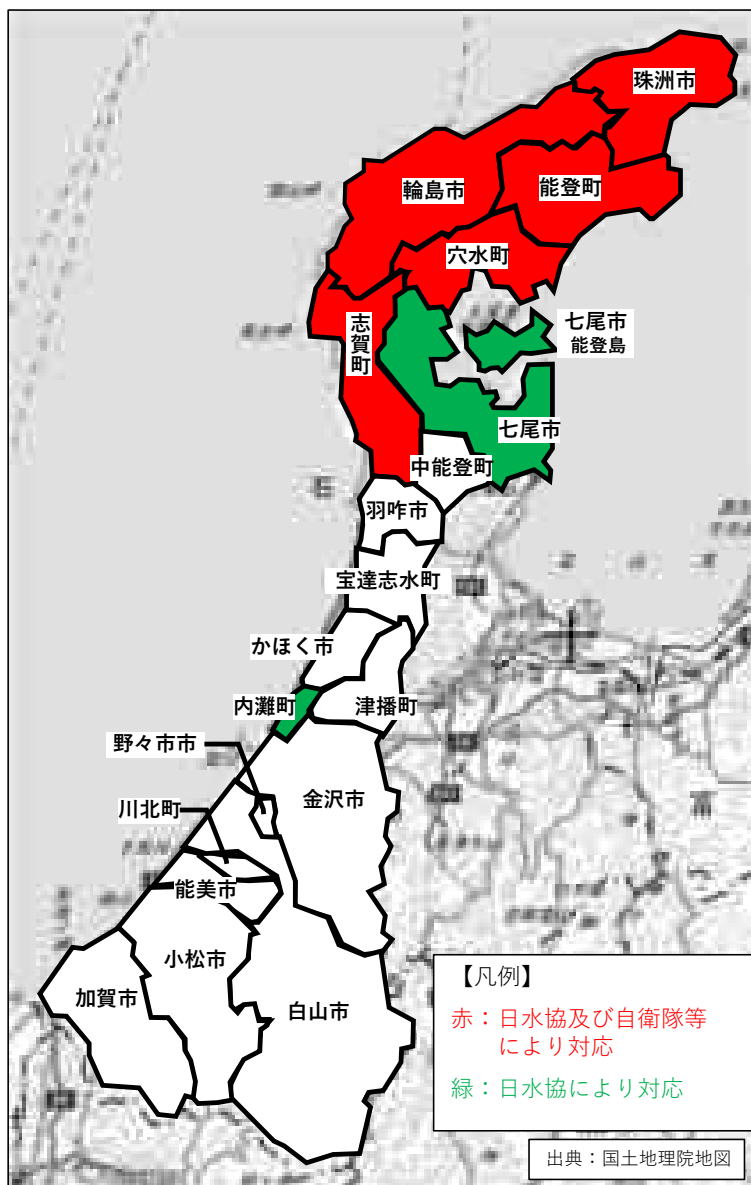 珠洲市
輪島市
能登町
穴水町
志賀町
七尾市
能登島
七尾市
中能登町
羽咋市
宝達志水町
かほく市
内灘町
津播町
野々市市
金沢市
川北町
能美市
小松市
加賀市
白山市
【凡例】
赤：日水協及び自衛隊等
により対応
緑：日水協により対応
出典：国土地理院地図